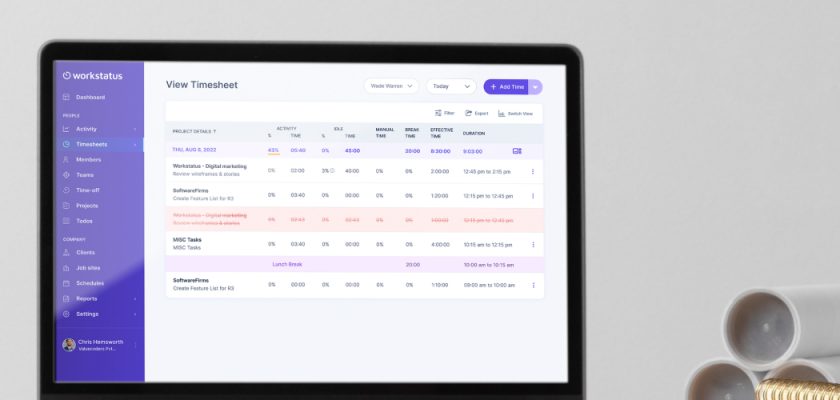 workstatus
Dashboard
PEOPLE
Activity
Timesheets
Members
Teams
Time-off
Projects
Todos
COMPANY
Clients
Job sites
Schedules
Reports
Settings
Chris Hemsworth
View Timesheet
Wade Warren
Today
+ Add Time
Filter
Export
Switch View
PROJECT DETAILS ↑ ACTIVITY IDLE MANUAL TIME BREAK TIME EFFECTIVE TIME DURATION
% TIME % TIME
THU, AUG 5, 2022 45% 05:40 0% 45:00 20:00 8:30:00 9:03:00
Workstatus - Digital marketing 0% 02:00 3% 40:00 0% 0% 2:00:00 12:45 pm to 2:15 pm
Review wireframes & stories
SoftwareFirms 0% 03:40 0% 00:00 0% 0% 1:20:00 12:15 pm to 12:45 pm
Create Feature List for R3
Workstatus - Digital marketing 0% 02:43 0% 02:43 0% 0% 1:00:00 12:15 pm to 12:45 pm
Review wireframes & stories
MISC Tasks 0% 03:40 0% 00:00 0% 0% 4:00:00 10:15 am to 12:15 pm
MISC Tasks
Lunch Break 20:00 10:00 am to 10:15 am
SoftwareFirms 0% 00:00 0% 00:00 0% 0% 1:10:00 09:00 am to 10:00 am
Create Feature List for R3